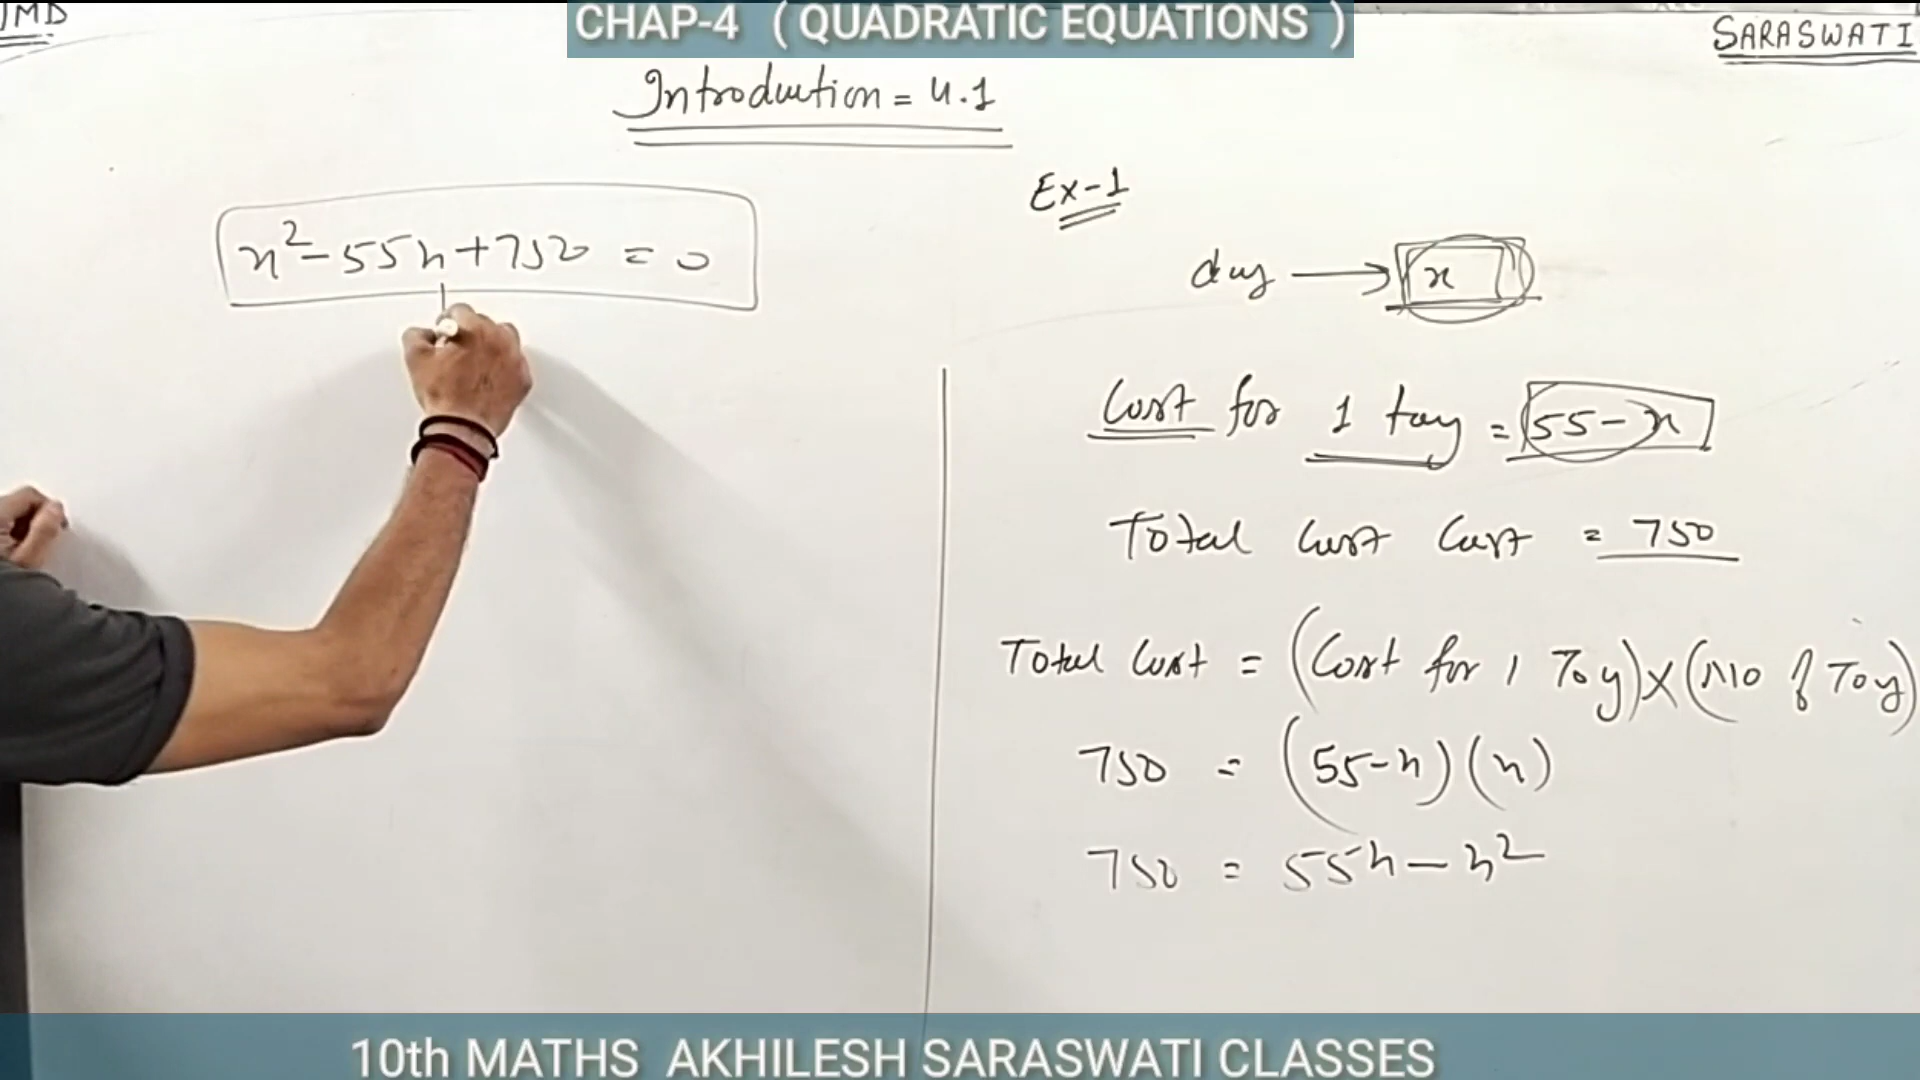 JMD
CHAP-4 ( QUADRATIC EQUATIONS )
SARASWATI
Introduction = 4.1
x² - 55x + 750 = 0
Ex-1
day → x
Cost for 1 toy = 55 - x
Total Cost Cost = 750
Total Cost = (Cost for 1 Toy) × (No of Toy)
750 = (55-x)(x)
750 = 55x - x²
10th MATHS AKHILESH SARASWATI CLASSES